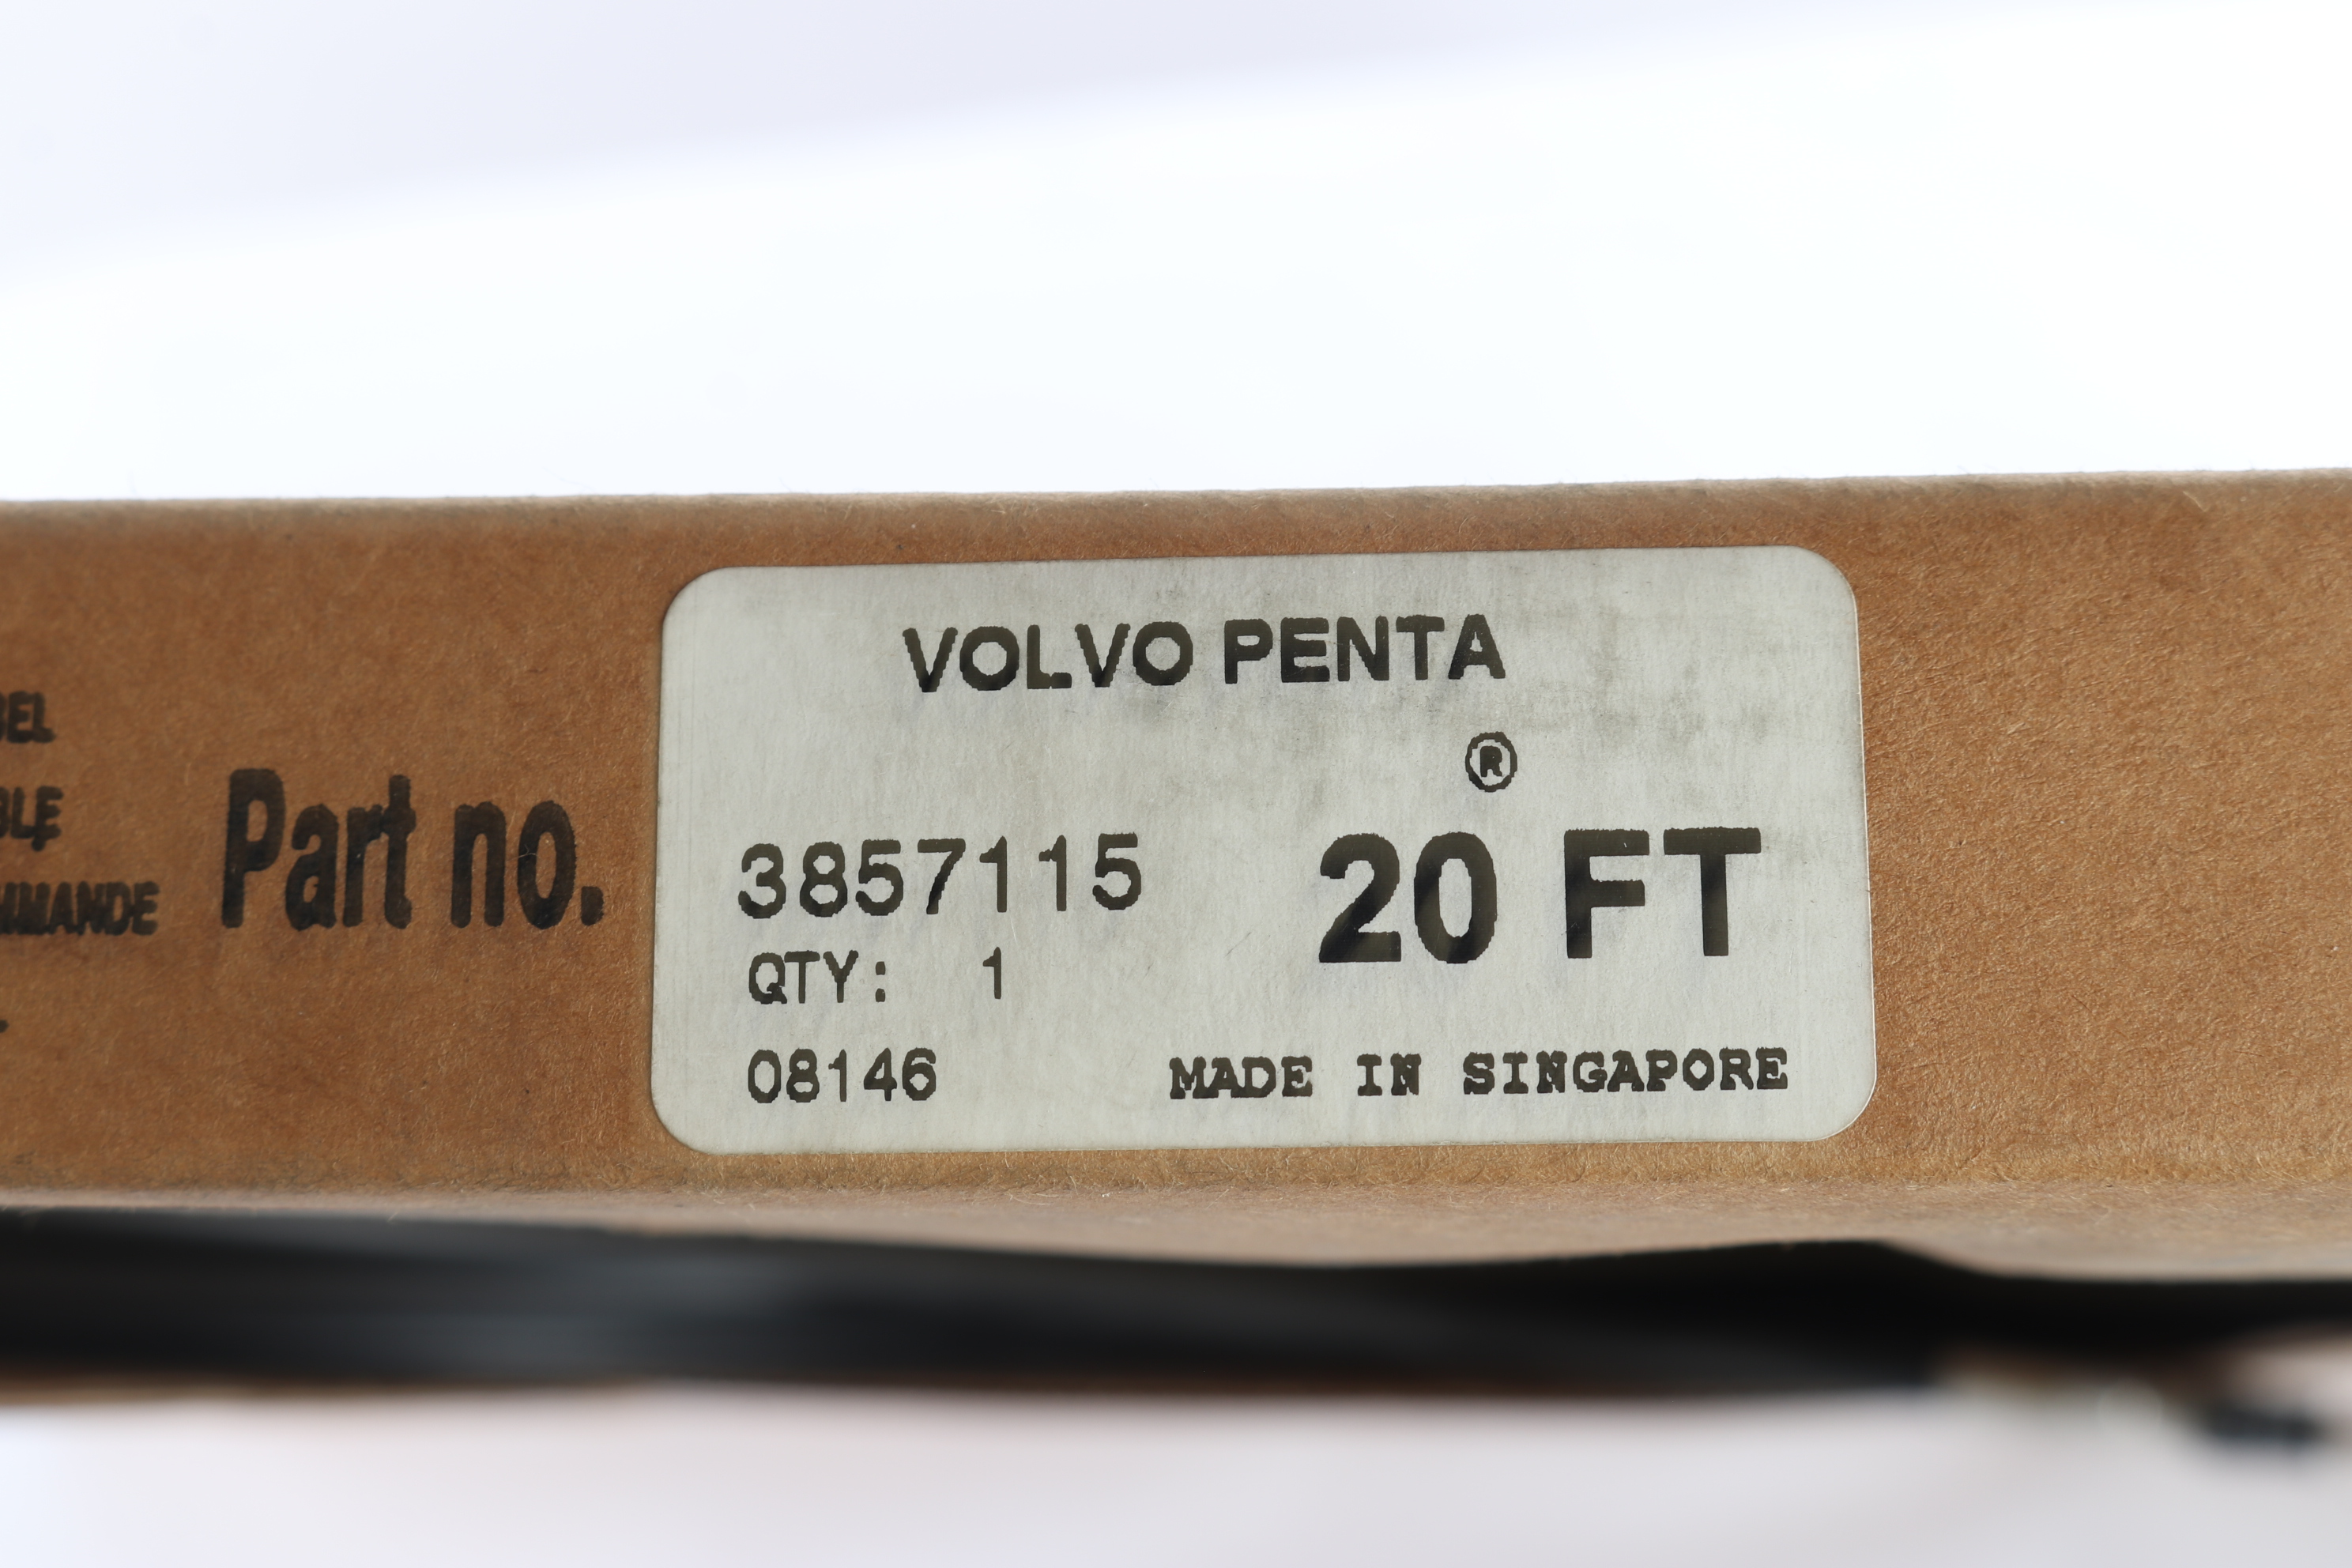 Part no.
VOLVO PENTA
®
3857115 20 FT
QTY: 1
08146 MADE IN SINGAPORE